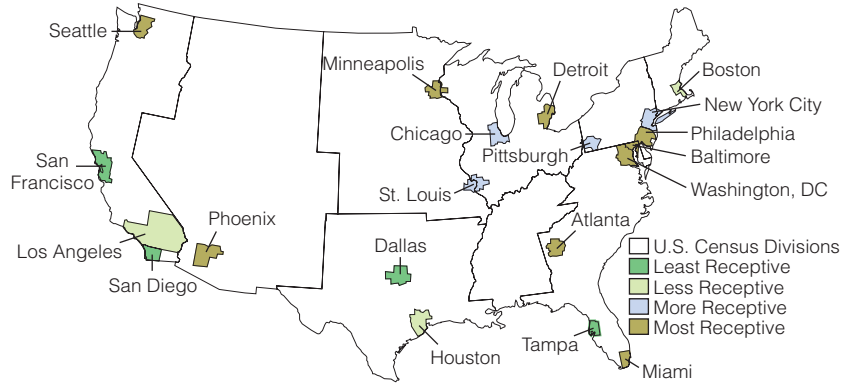 Seattle
Minneapolis
Detroit
Boston
New York City
Chicago
Philadelphia
Pittsburgh
Baltimore
San
Francisco
St. Louis
Washington, DC
Phoenix
Atlanta
Los Angeles
Dallas
San Diego
Houston
Tampa
Miami
U.S. Census Divisions
Least Receptive
Less Receptive
More Receptive
Most Receptive